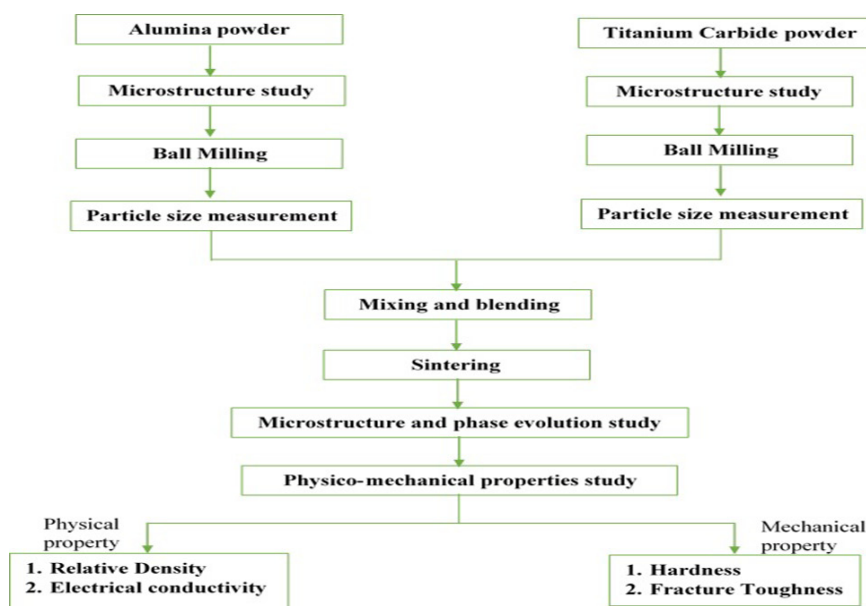 Alumina powder
Titanium Carbide powder
Microstructure study
Microstructure study
Ball Milling
Ball Milling
Particle size measurement
Particle size measurement
Mixing and blending
Sintering
Microstructure and phase evolution study
Physico-mechanical properties study
Physical
property
Mechanical
property
1. Relative Density
2. Electrical conductivity
1. Hardness
2. Fracture Toughness